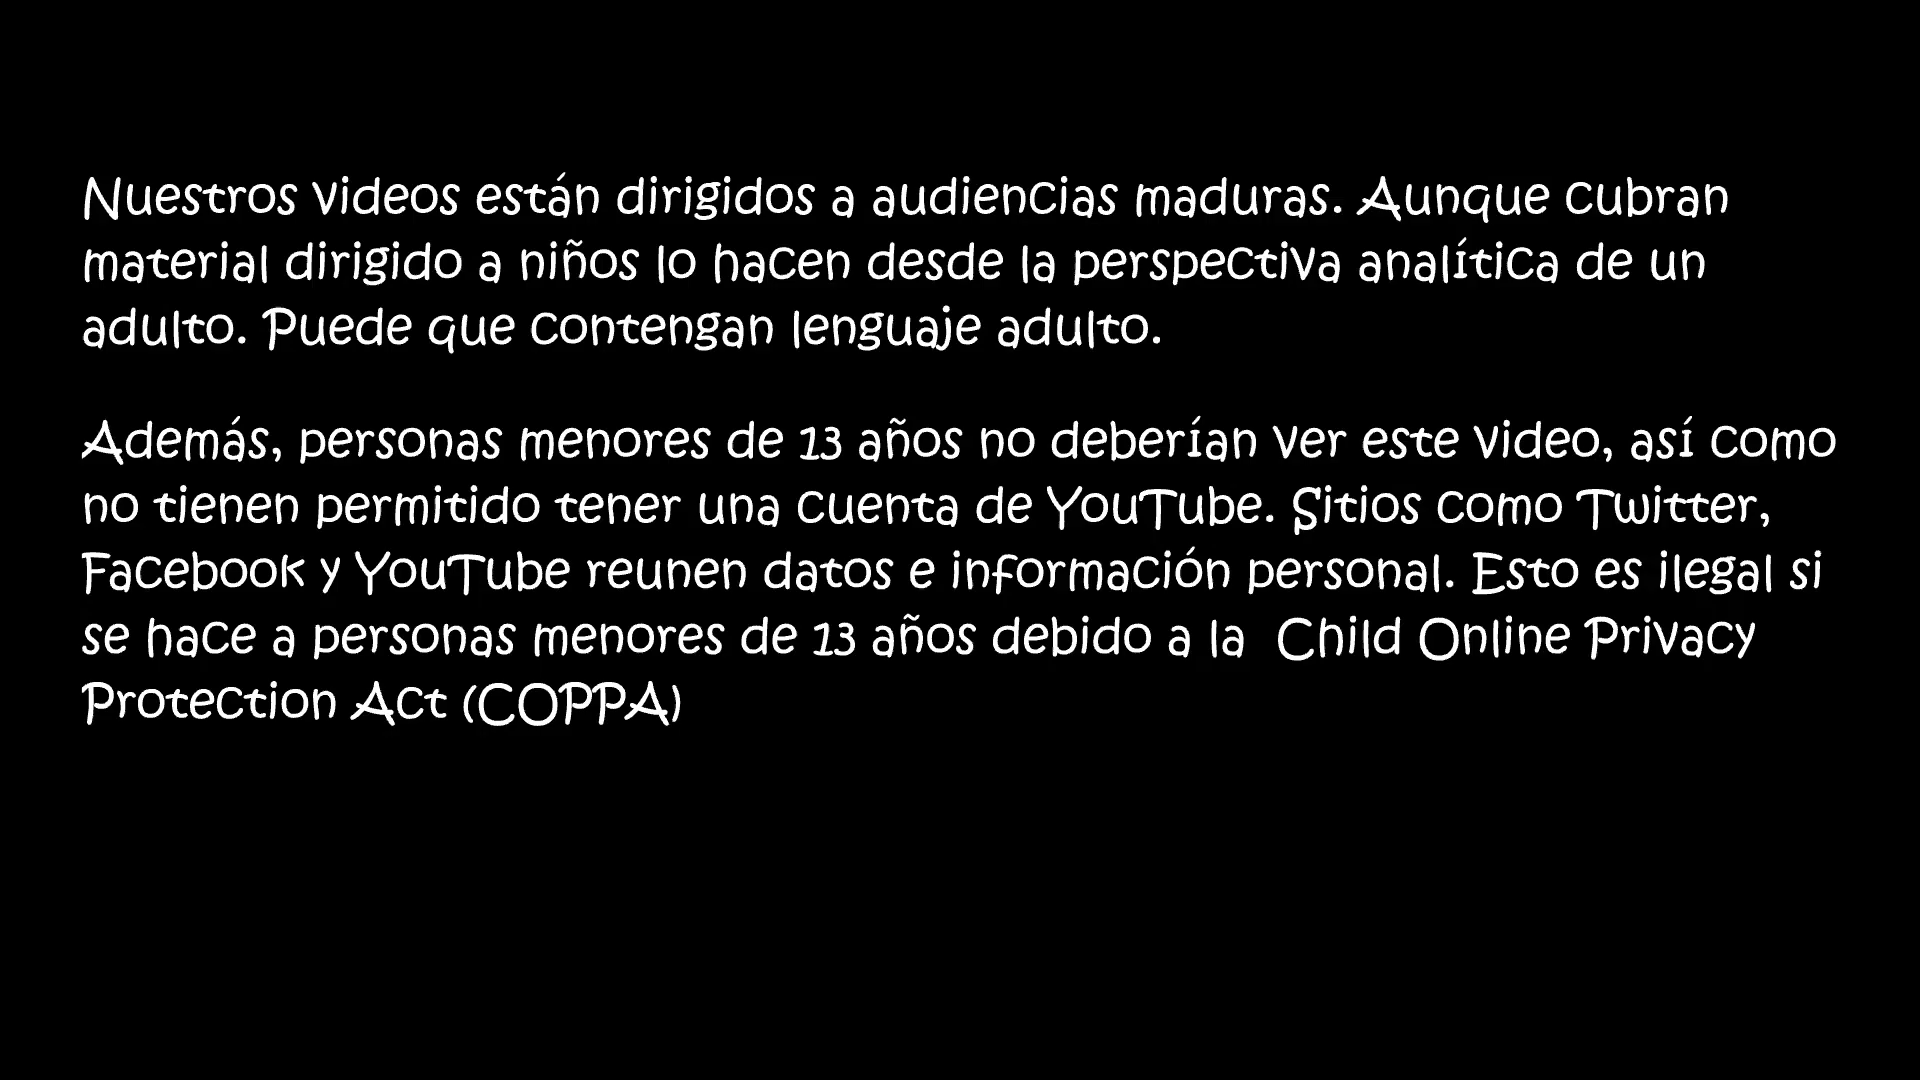 Nuestros videos están dirigidos a audiencias maduras. Aunque cubran
material dirigido a niños lo hacen desde la perspectiva analítica de un
adulto. Puede que contengan lenguaje adulto.
Además, personas menores de 13 años no deberían ver este video, así como
no tienen permitido tener una cuenta de YouTube. Sitios como Twitter,
Facebook y YouTube reunen datos e información personal. Esto es ilegal si
se hace a personas menores de 13 años debido a la  Child Online Privacy
Protection Act (COPPA)